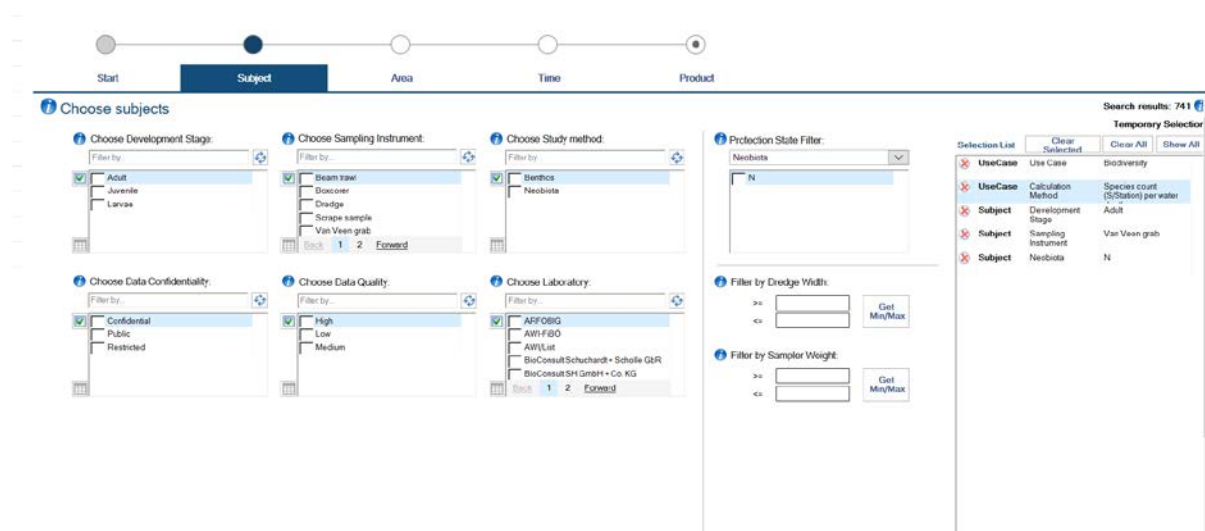 Start
Subject
Area
Time
Product
Choose subjects
Search results: 741
Temporary Selection
Choose Development Stage:
Filter by...
Adult
Juvenile
Larvae
Choose Sampling Instrument:
Filter by...
Beam trawl
Boxcorer
Dredge
Scrape sample
Van Veen grab
Back 1 2 Forward
Choose Study method:
Filter by
Benthos
Neobiota
Protection State Filter:
Neobiota
N
Choose Data Confidentiality:
Filter by...
Confidential
Public
Restricted
Choose Data Quality:
Filter by...
High
Low
Medium
Choose Laboratory:
Filter by...
ARFOBIG
AWI-FiBÖ
AWI/List
BioConsult Schuchardt + Scholle GbR
BioConsult SH GmbH + Co. KG
Back 1 2 Forward
Filter by Dredge Width:
>=
<=
Get
Min/Max
Filter by Sampler Weight:
>=
<=
Get
Min/Max
Selection List
Clear
Selected
Clear All
Show All
UseCase Use Case Biodiversity
UseCase Calculation Species count
Method (S/Station) per water
Subject Development Adult
Stage
Subject Sampling Van Veen grab
Instrument
Subject Neobiota N